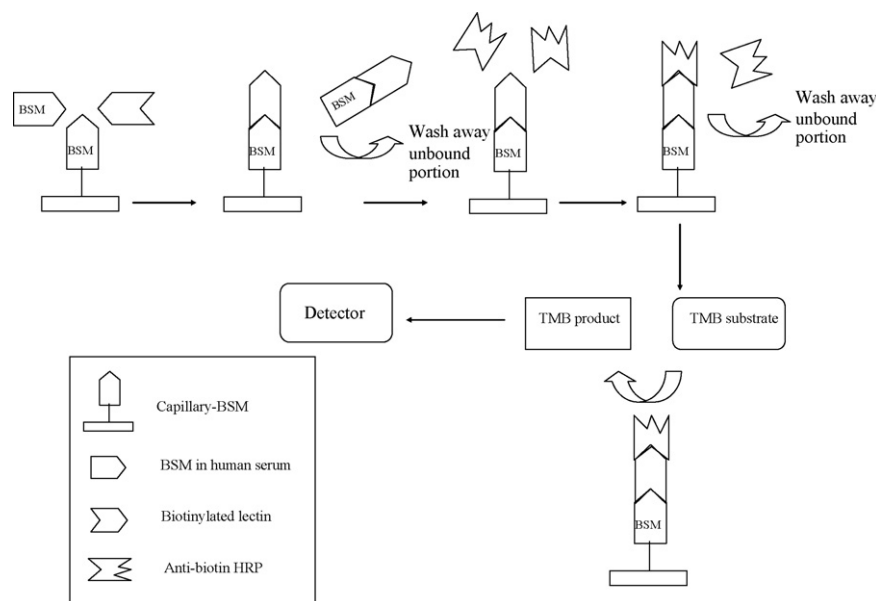 BSM
BSM
BSM
BSM
Wash away
unbound
portion
BSM
BSM
Wash away
unbound
portion
Detector
TMB product
TMB substrate
Capillary-BSM
BSM in human serum
Biotinylated lectin
Anti-biotin HRP
BSM